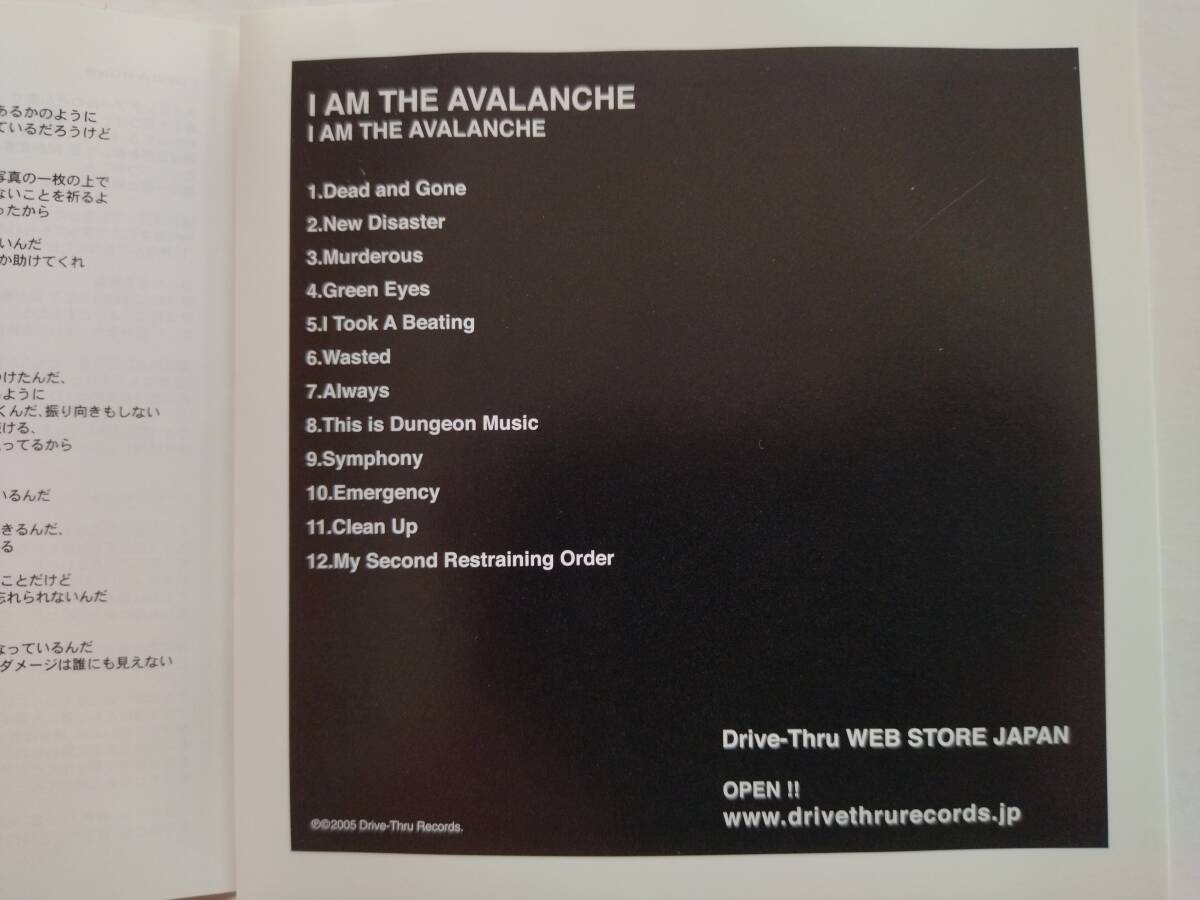 あるかのように
ているだろうけど
写真の一枚の上で
ないことを祈るよ
ったから
いんだ
か助けてくれ
つけたんだ、
ように
くんだ、振り向きもしない
ける、
ってるから
いるんだ
きるんだ、
る
ことだけど
忘れられないんだ
なっているんだ
ダメージは誰にも見えない
I AM THE AVALANCHE
I AM THE AVALANCHE
1.Dead and Gone
2.New Disaster
3.Murderous
4.Green Eyes
5.I Took A Beating
6.Wasted
7.Always
8.This is Dungeon Music
9.Symphony
10.Emergency
11.Clean Up
12.My Second Restraining Order
Drive-Thru WEB STORE JAPAN
OPEN !!
www.drivethrurecords.jp
℗©2005 Drive-Thru Records.